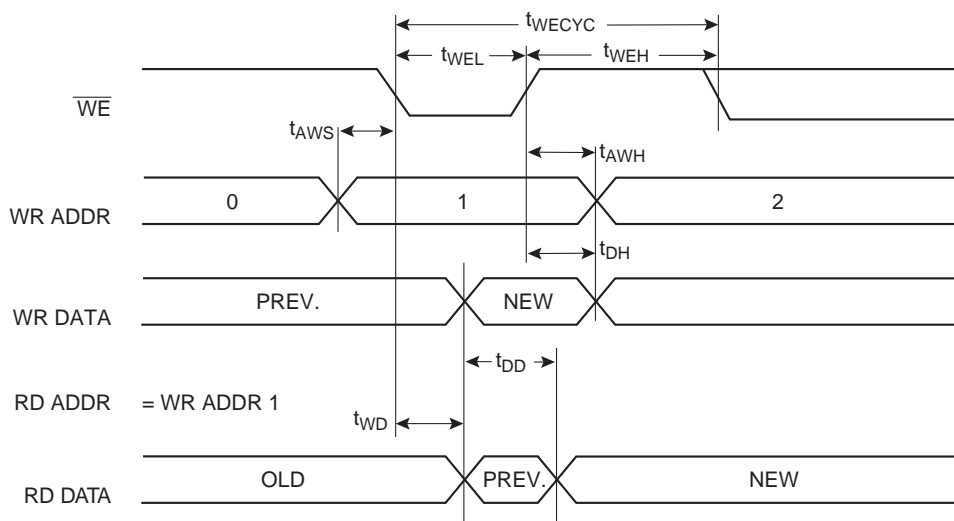 tWECYC
tWEL
tWEH
WE
tAWS
tAWH
WR ADDR
0
1
2
tDH
WR DATA
PREV.
NEW
tDD
RD ADDR = WR ADDR 1
tWD
RD DATA
OLD
PREV.
NEW